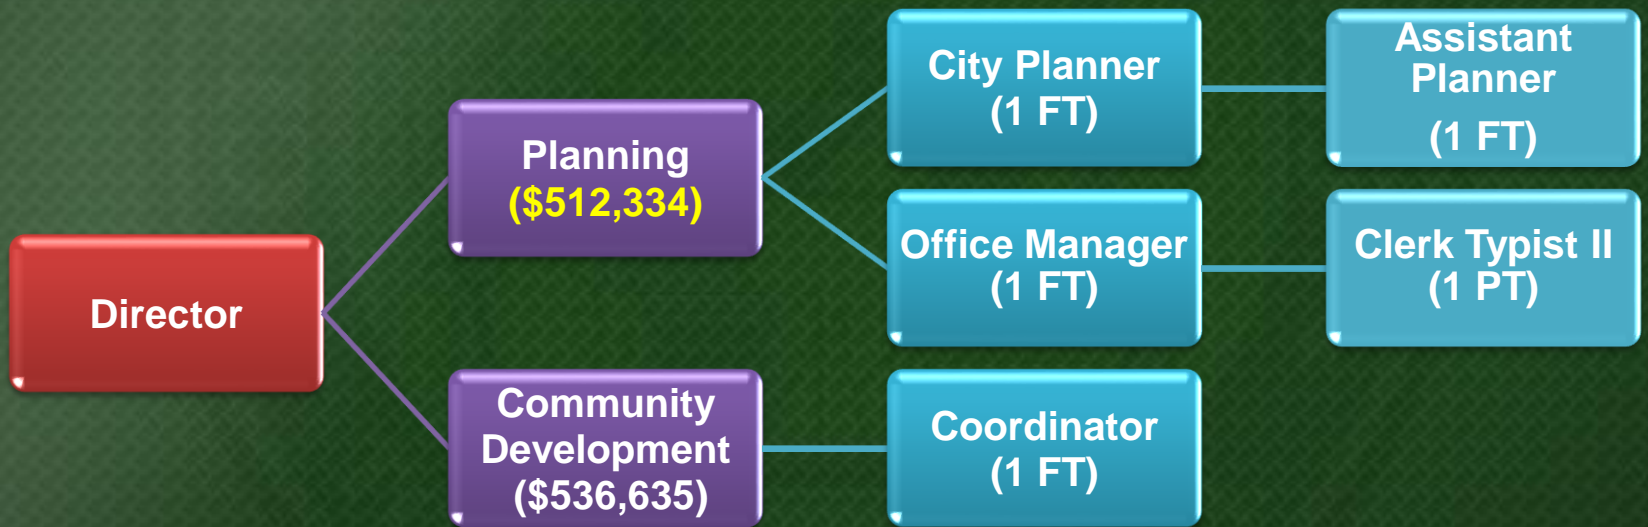 Director
Planning
($512,334)
Community
Development
($536,635)
City Planner
(1 FT)
Office Manager
(1 FT)
Coordinator
(1 FT)
Assistant
Planner
(1 FT)
Clerk Typist II
(1 PT)